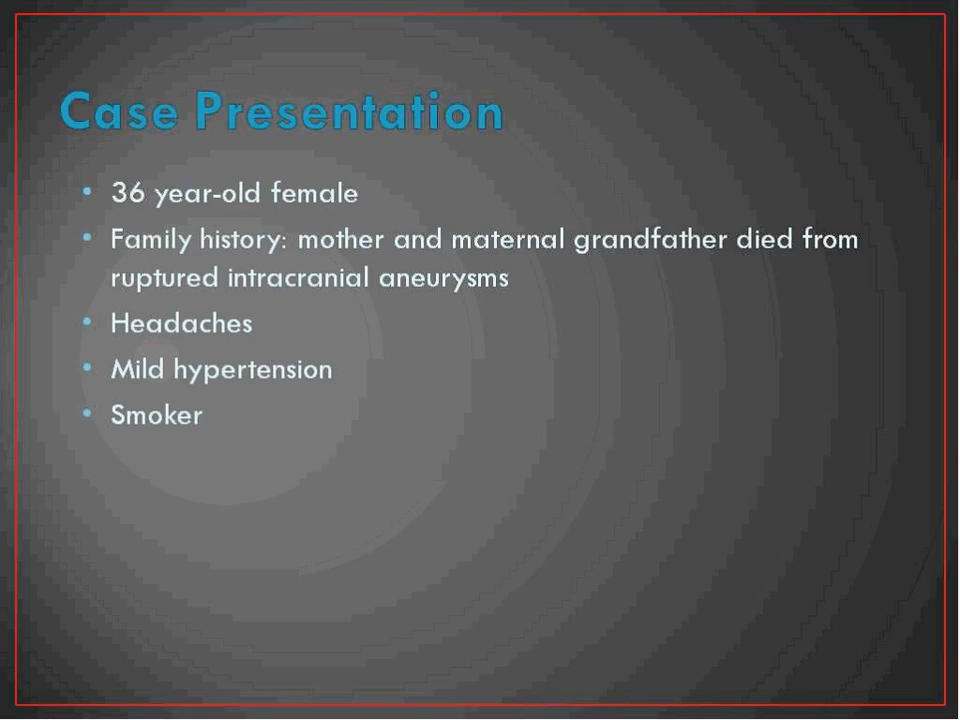 Case Presentation
• 36 year-old female
• Family history: mother and maternal grandfather died from
ruptured intracranial aneurysms
• Headaches
• Mild hypertension
• Smoker